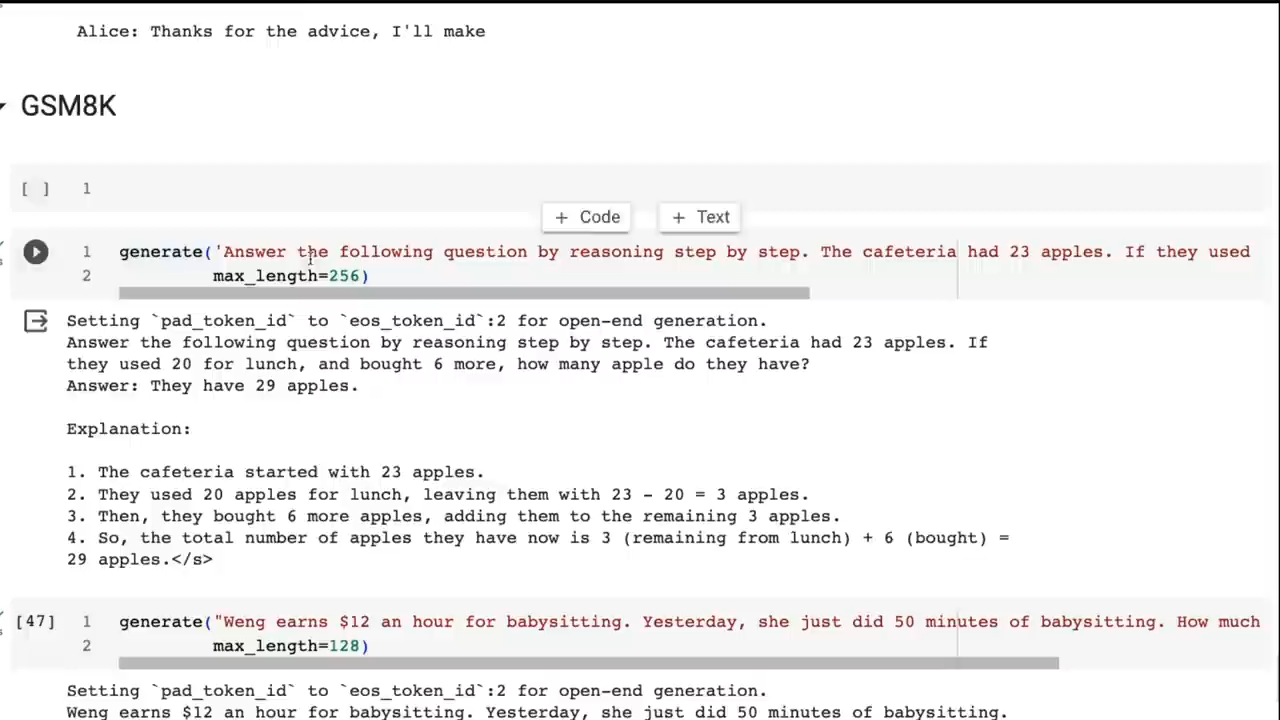 Alice: Thanks for the advice, I'll make
GSM8K
[ ] 1
+ Code + Text
1 generate('Answer the following question by reasoning step by step. The cafeteria had 23 apples. If they used
2 max_length=256)
Setting `pad_token_id` to `eos_token_id`:2 for open-end generation.
Answer the following question by reasoning step by step. The cafeteria had 23 apples. If
they used 20 for lunch, and bought 6 more, how many apple do they have?
Answer: They have 29 apples.
Explanation:
1. The cafeteria started with 23 apples.
2. They used 20 apples for lunch, leaving them with 23 - 20 = 3 apples.
3. Then, they bought 6 more apples, adding them to the remaining 3 apples.
4. So, the total number of apples they have now is 3 (remaining from lunch) + 6 (bought) =
29 apples.</s>
[47] 1 generate("Weng earns $12 an hour for babysitting. Yesterday, she just did 50 minutes of babysitting. How much
2 max_length=128)
Setting `pad_token_id` to `eos_token_id`:2 for open-end generation.
Weng earns $12 an hour for babysitting. Yesterday, she just did 50 minutes of babysitting.